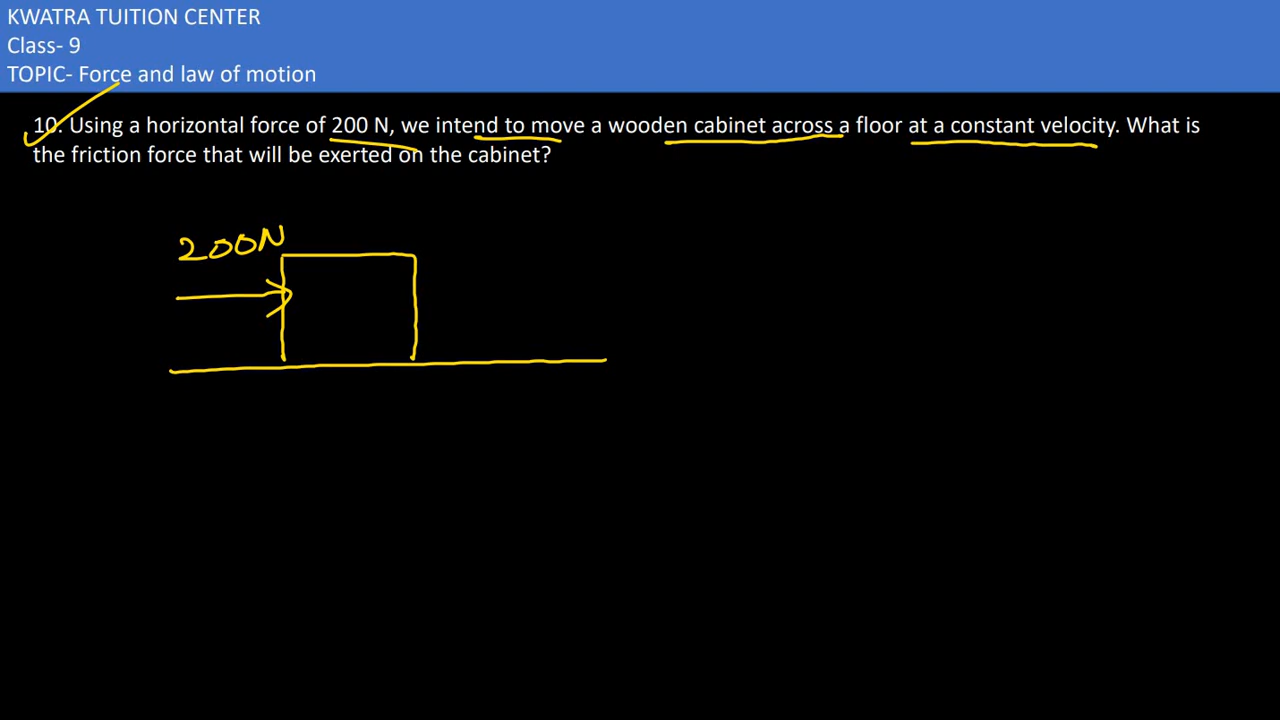 KWATRA TUITION CENTER
Class- 9
TOPIC- Force and law of motion
10. Using a horizontal force of 200 N, we intend to move a wooden cabinet across a floor at a constant velocity. What is
the friction force that will be exerted on the cabinet?
200N